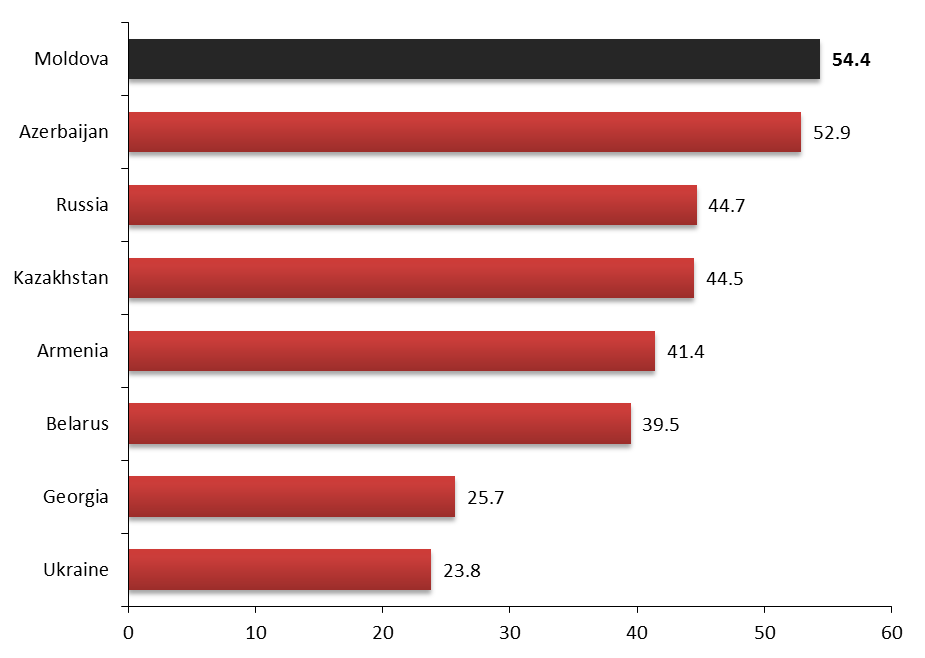 Moldova 54.4
Azerbaijan 52.9
Russia 44.7
Kazakhstan 44.5
Armenia 41.4
Belarus 39.5
Georgia 25.7
Ukraine 23.8
0 10 20 30 40 50 60